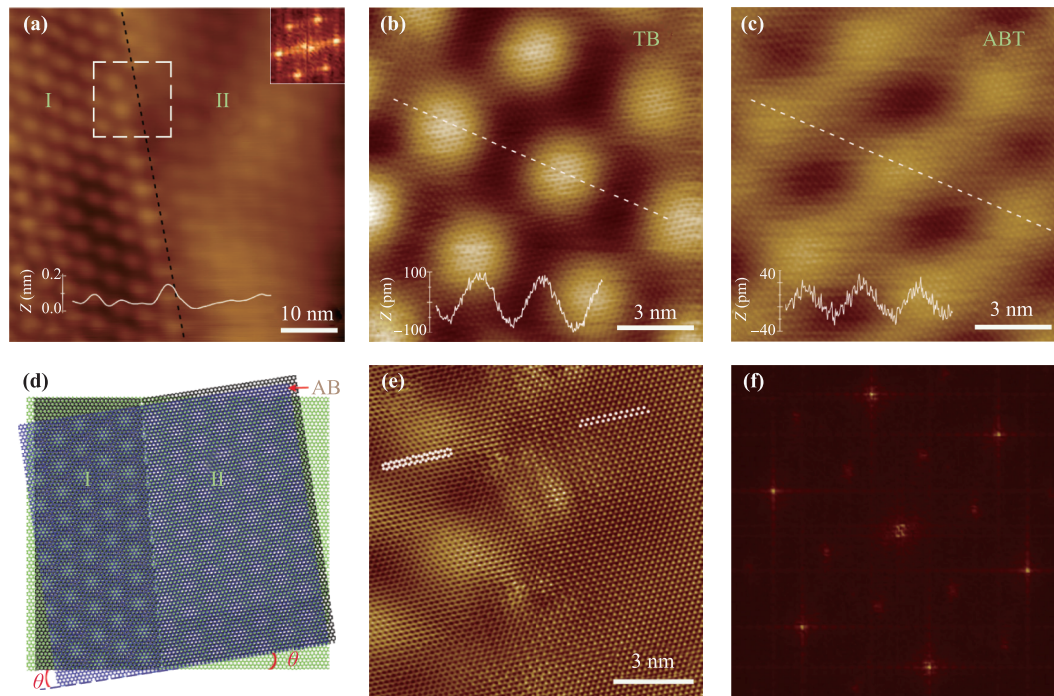 (a)
I
II
Z (nm)
0.2
0.0
10 nm
(b)
TB
Z (pm)
100
−100
3 nm
(c)
ABT
Z (pm)
40
−40
3 nm
(d)
AB
I
II
θ
θ
(e)
3 nm
(f)